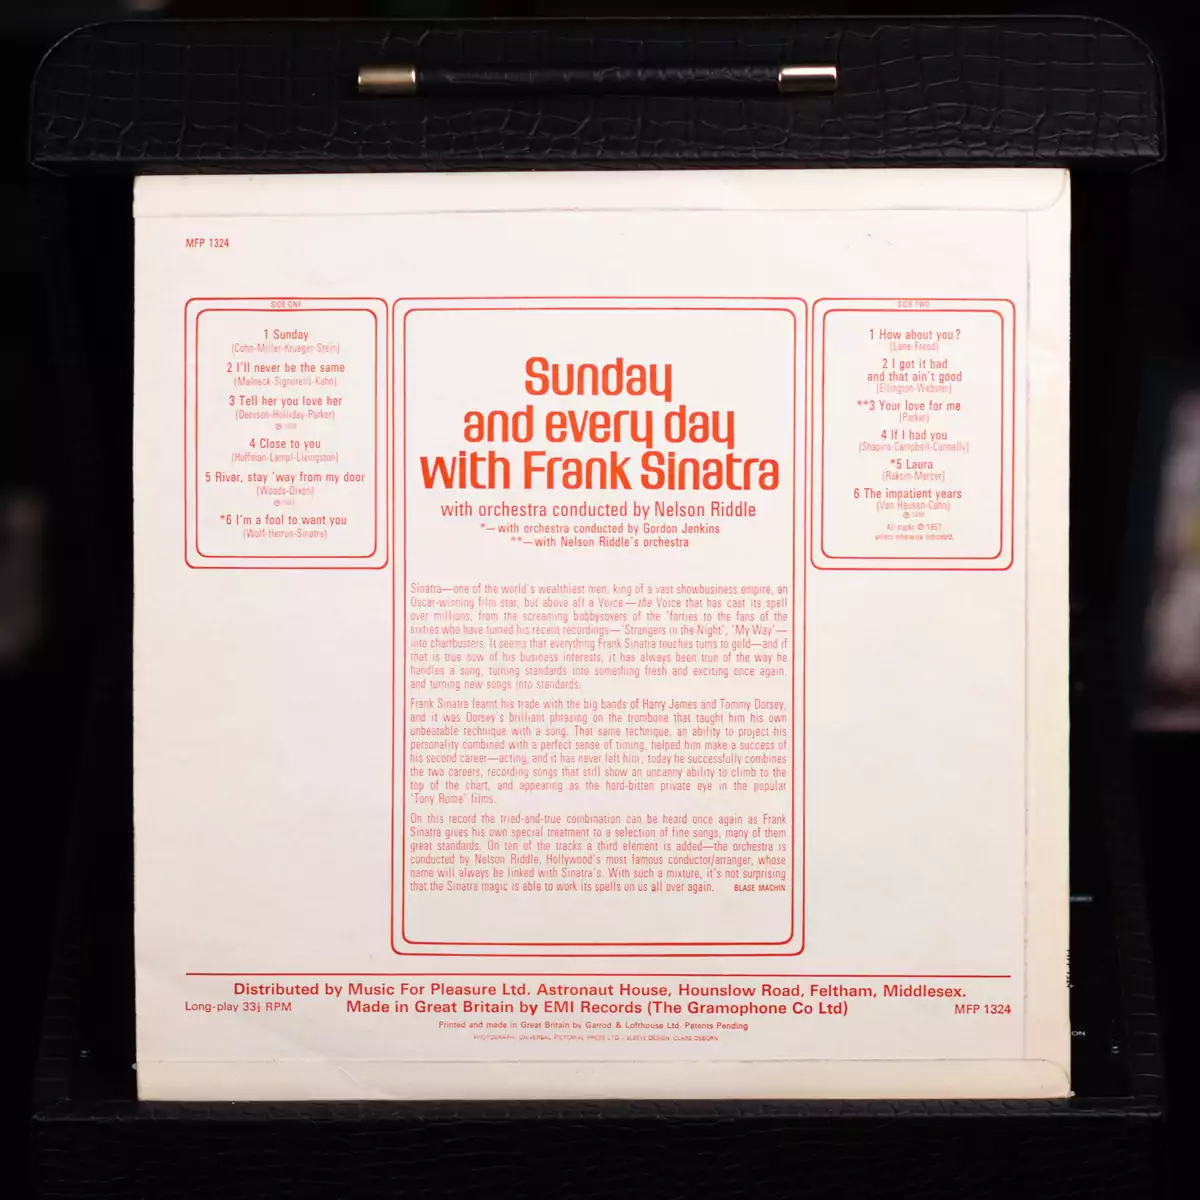 MFP 1324
SIDE ONE
1 Sunday
(Cohn-Miller-Krueger-Stein)
2 I'll never be the same
(Malneck-Signorelli-Kahn)
3 Tell her you love her
(Denison-Holliday-Parker)
4 Close to you
(Hoffman-Lampl-Livingston)
5 River, stay 'way from my door
(Woods-Dixon)
*6 I'm a fool to want you
(Wolf-Herron-Sinatra)
Sunday
and every day
with Frank Sinatra
with orchestra conducted by Nelson Riddle
*—with orchestra conducted by Gordon Jenkins
**—with Nelson Riddle's orchestra
Sinatra—one of the world's wealthiest men, king of a vast showbusiness empire, an
Oscar-winning film star, but above all a Voice—the Voice that has cast its spell
over millions, from the screaming bobbysoxers of the 'forties to the fans of the
sixties who have turned his recent recordings—'Strangers in the Night', 'My Way'—
into chartbusters. It seems that everything Frank Sinatra touches turns to gold—and if
that is true now of his business interests, it has always been true of the way he
handles a song, turning standards into something fresh and exciting once again,
and turning new songs into standards.
Frank Sinatra learnt his trade with the big bands of Harry James and Tommy Dorsey,
and it was Dorsey's brilliant phrasing on the trombone that taught him his own
unbeatable technique with a song. That same technique, an ability to project his
personality combined with a perfect sense of timing, helped him make a success of
his second career—acting, and it has never left him; today he successfully combines
the two careers, recording songs that still show an uncanny ability to climb to the
top of the chart, and appearing as the hard-bitten private eye in the popular
'Tony Rome' films.
On this record the tried-and-true combination can be heard once again as Frank
Sinatra gives his own special treatment to a selection of fine songs, many of them
great standards. On ten of the tracks a third element is added—the orchestra is
conducted by Nelson Riddle, Hollywood's most famous conductor/arranger, whose
name will always be linked with Sinatra's. With such a mixture, it's not surprising
that the Sinatra magic is able to work its spells on us all over again. BLASE MACHIN
SIDE TWO
1 How about you?
(Lane-Freed)
2 I got it bad
and that ain't good
(Ellington-Webster)
**3 Your love for me
(Parker)
4 If I had you
(Shapiro-Campbell-Connelly)
*5 Laura
(Raksin-Mercer)
6 The impatient years
(Van Heusen-Cahn)
All tracks ℗ 1957
unless otherwise indicated.
Distributed by Music For Pleasure Ltd. Astronaut House, Hounslow Road, Feltham, Middlesex.
Long-play 33⅓ RPM Made in Great Britain by EMI Records (The Gramophone Co Ltd) MFP 1324
Printed and made in Great Britain by Garrod & Lofthouse Ltd. Patents Pending
PHOTOGRAPH: UNIVERSAL PICTORIAL PRESS LTD / SLEEVE DESIGN: CLARE OSBORN